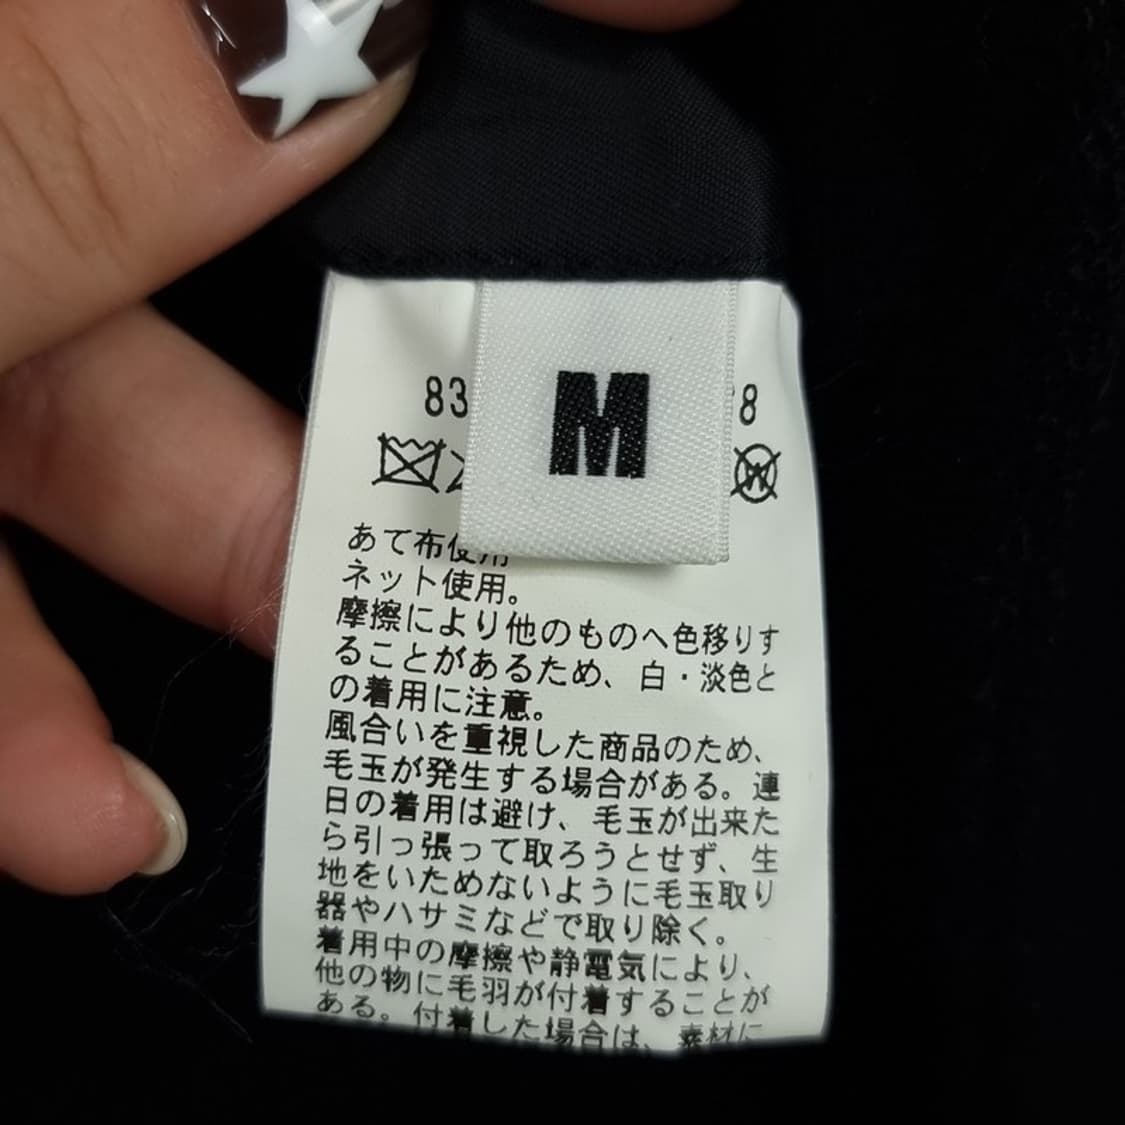 M
83
8
W
あて布使用
ネット使用。
摩擦により他のものへ色移りす
ることがあるため、白・淡色と
の着用に注意。
風合いを重視した商品のため、
毛玉が発生する場合がある。連
日の着用は避け、毛玉が出来た
ら引っ張って取ろうとせず、生
地をいためないように毛玉取り
器やハサミなどで取り除く。
着用中の摩擦や静電気により、
他の物に毛羽が付着することが
ある。付着した場合は、素材に